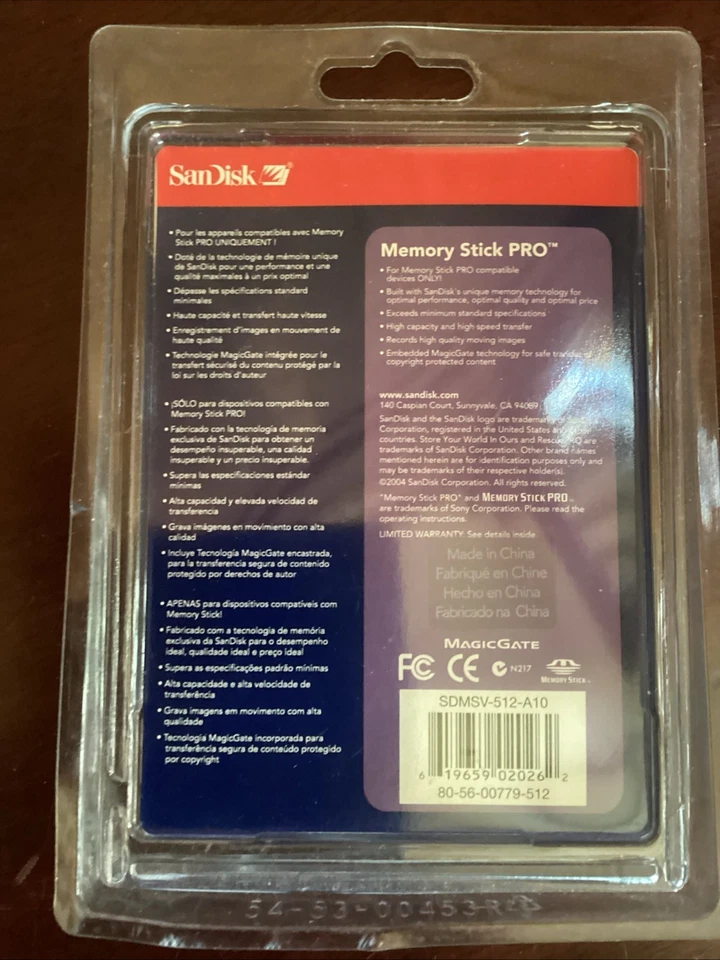 SanDisk®
• Pour les appareils compatibles avec Memory
Stick PRO UNIQUEMENT !
• Doté de la technologie de mémoire unique
de SanDisk pour une performance et une
qualité maximales à un prix optimal
• Dépasse les spécifications standard
minimales
• Haute capacité et transfert haute vitesse
• Enregistrement d'images en mouvement de
haute qualité
• Technologie MagicGate intégrée pour le
transfert sécurisé du contenu protégé par la
loi sur les droits d'auteur
• ¡SÓLO para dispositivos compatibles con
Memory Stick PRO!
• Fabricado con la tecnología de memoria
exclusiva de SanDisk para obtener un
desempeño insuperable, una calidad
insuperable y un precio insuperable.
• Supera las especificaciones estándar
mínimas
• Alta capacidad y elevada velocidad de
transferencia
• Grava imágenes en movimiento con alta
calidad
• Incluye Tecnología MagicGate encastrada,
para la transferencia segura de contenido
protegido por derechos de autor
• APENAS para dispositivos compatíveis com
Memory Stick!
• Fabricado com a tecnologia de memória
exclusiva da SanDisk para o desempenho
ideal, qualidade ideal e preço ideal
• Supera as especificações padrão mínimas
• Alta capacidade e alta velocidade de
transferência
• Grava imagens em movimento com alta
qualidade
• Tecnologia MagicGate incorporada para
transferência segura de conteúdo protegido
por copyright
Memory Stick PRO™
• For Memory Stick PRO compatible
devices ONLY!
• Built with SanDisk's unique memory technology for
optimal performance, optimal quality and optimal price
• Exceeds minimum standard specifications
• High capacity and high speed transfer
• Records high quality moving images
• Embedded MagicGate technology for safe transfer of
copyright protected content
www.sandisk.com
140 Caspian Court, Sunnyvale, CA 94089
SanDisk and the SanDisk logo are trademarks of
Corporation, registered in the United States and
countries. Store Your World In Ours and are
trademarks of SanDisk Corporation. Other brand names
mentioned herein are for identification purposes only and
may be trademarks of their respective holder(s).
©2004 SanDisk Corporation. All rights reserved.
"Memory Stick PRO" and MEMORY STICK PRO™
are trademarks of Sony Corporation. Please read the
operating instructions.
LIMITED WARRANTY: See details inside
Made in China
Fabriqué en Chine
Hecho en China
Fabricado na China
MAGICGATE
FC CE N217 MEMORY STICK™
SDMSV-512-A10
6 19659 02026 2
80-56-00779-512
54-53-00453R